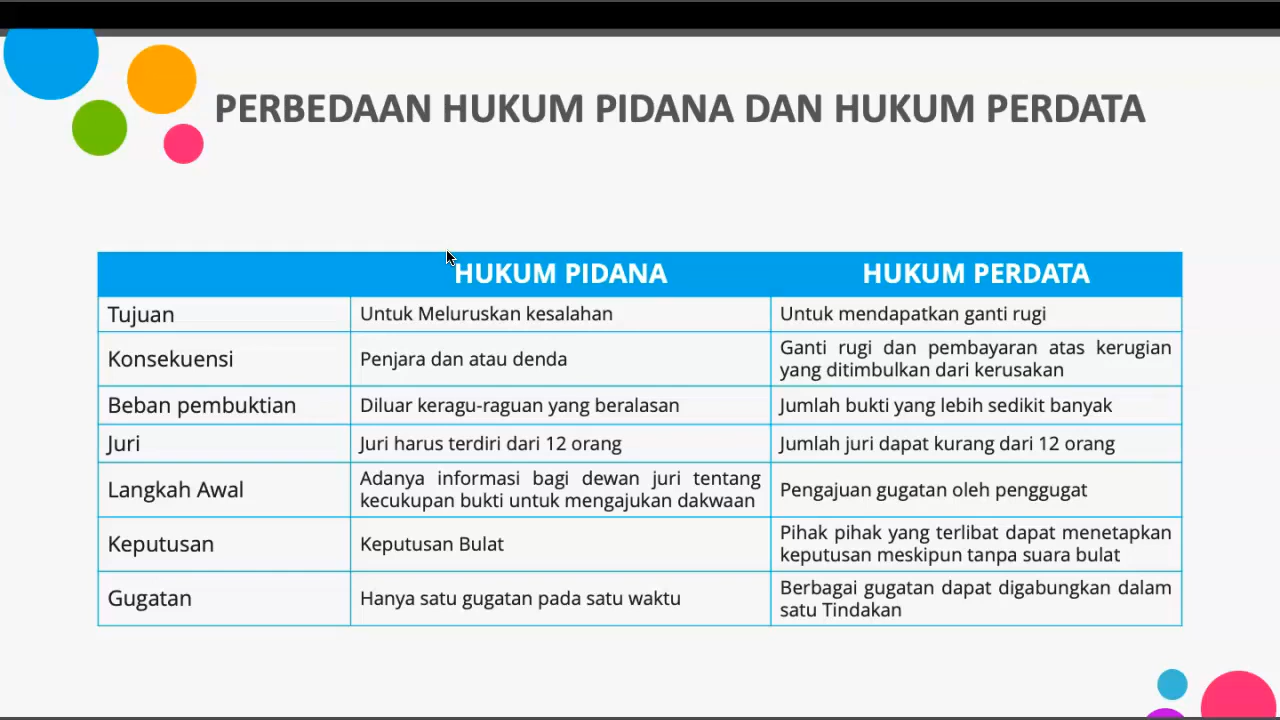 PERBEDAAN HUKUM PIDANA DAN HUKUM PERDATA
HUKUM PIDANA
HUKUM PERDATA
Tujuan
Untuk Meluruskan kesalahan
Untuk mendapatkan ganti rugi
Konsekuensi
Penjara dan atau denda
Ganti rugi dan pembayaran atas kerugian
yang ditimbulkan dari kerusakan
Beban pembuktian
Diluar keragu-raguan yang beralasan
Jumlah bukti yang lebih sedikit banyak
Juri
Juri harus terdiri dari 12 orang
Jumlah juri dapat kurang dari 12 orang
Langkah Awal
Adanya informasi bagi dewan juri tentang
kecukupan bukti untuk mengajukan dakwaan
Pengajuan gugatan oleh penggugat
Keputusan
Keputusan Bulat
Pihak pihak yang terlibat dapat menetapkan
keputusan meskipun tanpa suara bulat
Gugatan
Hanya satu gugatan pada satu waktu
Berbagai gugatan dapat digabungkan dalam
satu Tindakan